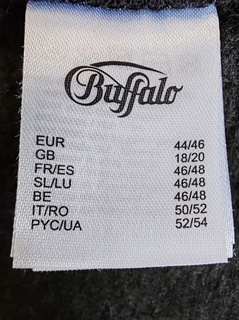 Buffalo
EUR 44/46
GB 18/20
FR/ES 46/48
SL/LU 46/48
BE 46/48
IT/RO 50/52
PYC/UA 52/54